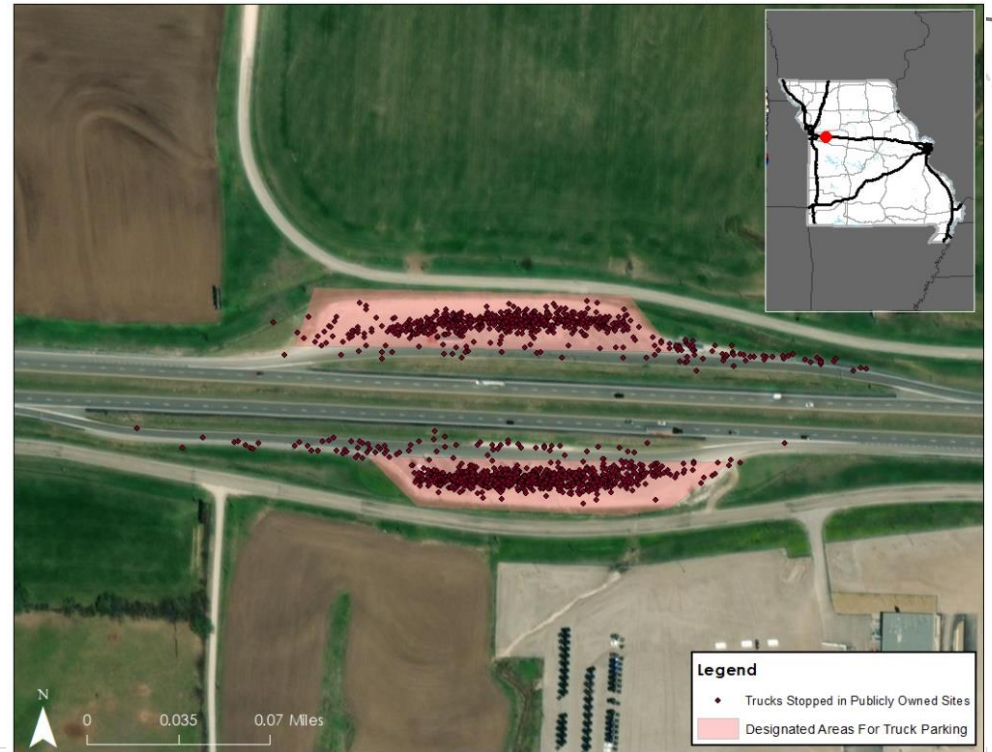 N
0 0.035 0.07 Miles
Legend
Trucks Stopped in Publicly Owned Sites
Designated Areas For Truck Parking